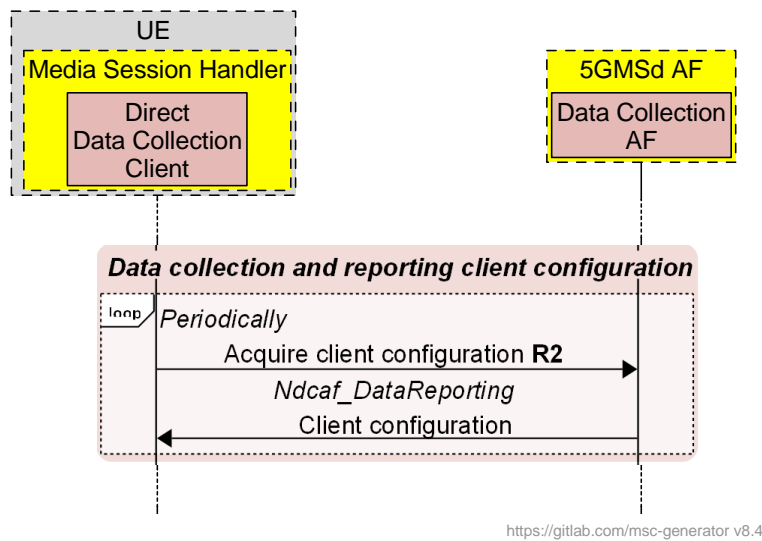 UE
Media Session Handler
5GMSd AF
Direct
Data Collection
Client
Data Collection
AF
Data collection and reporting client configuration
loop
Periodically
Acquire client configuration R2
Ndcaf_DataReporting
Client configuration
https://gitlab.com/msc-generator v8.4